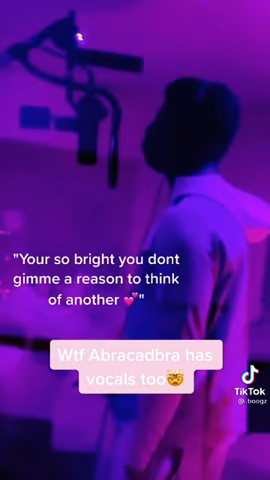 "Your so bright you dont
gimme a reason to think
of another 💕"
Wtf Abracadbra has
vocals too🤯
TikTok
@_boogz